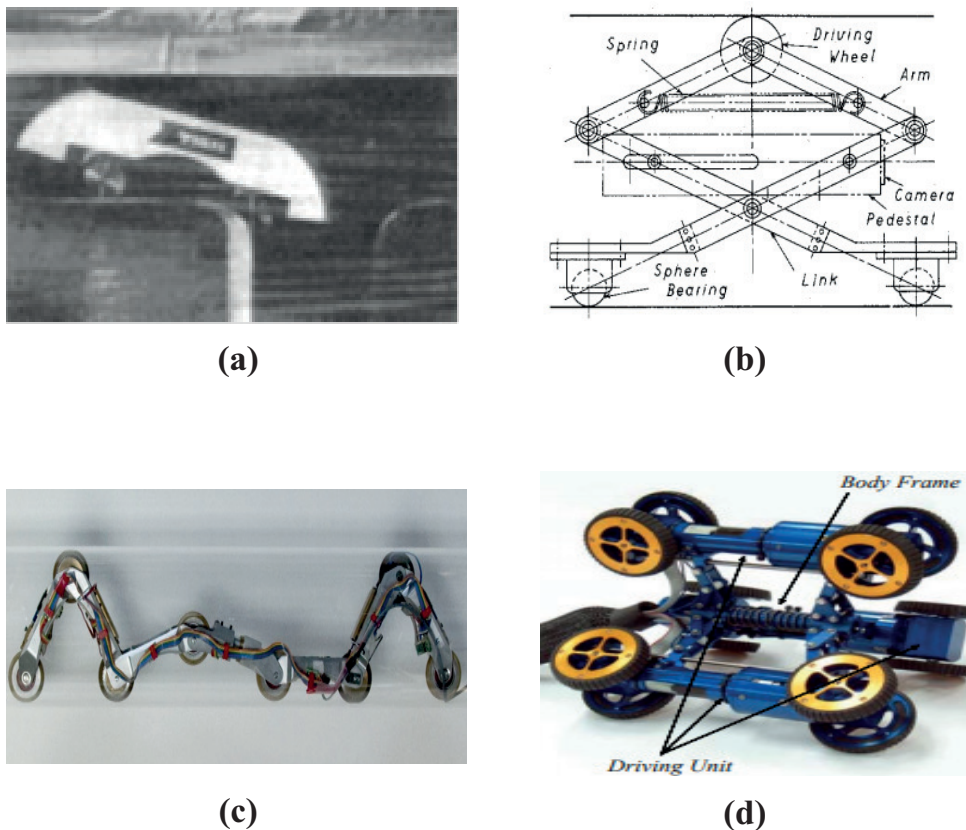 Spring
Driving
Wheel
Arm
Camera
Pedestal
Link
Sphere
Bearing
(a)
(b)
Body Frame
Driving Unit
(c)
(d)